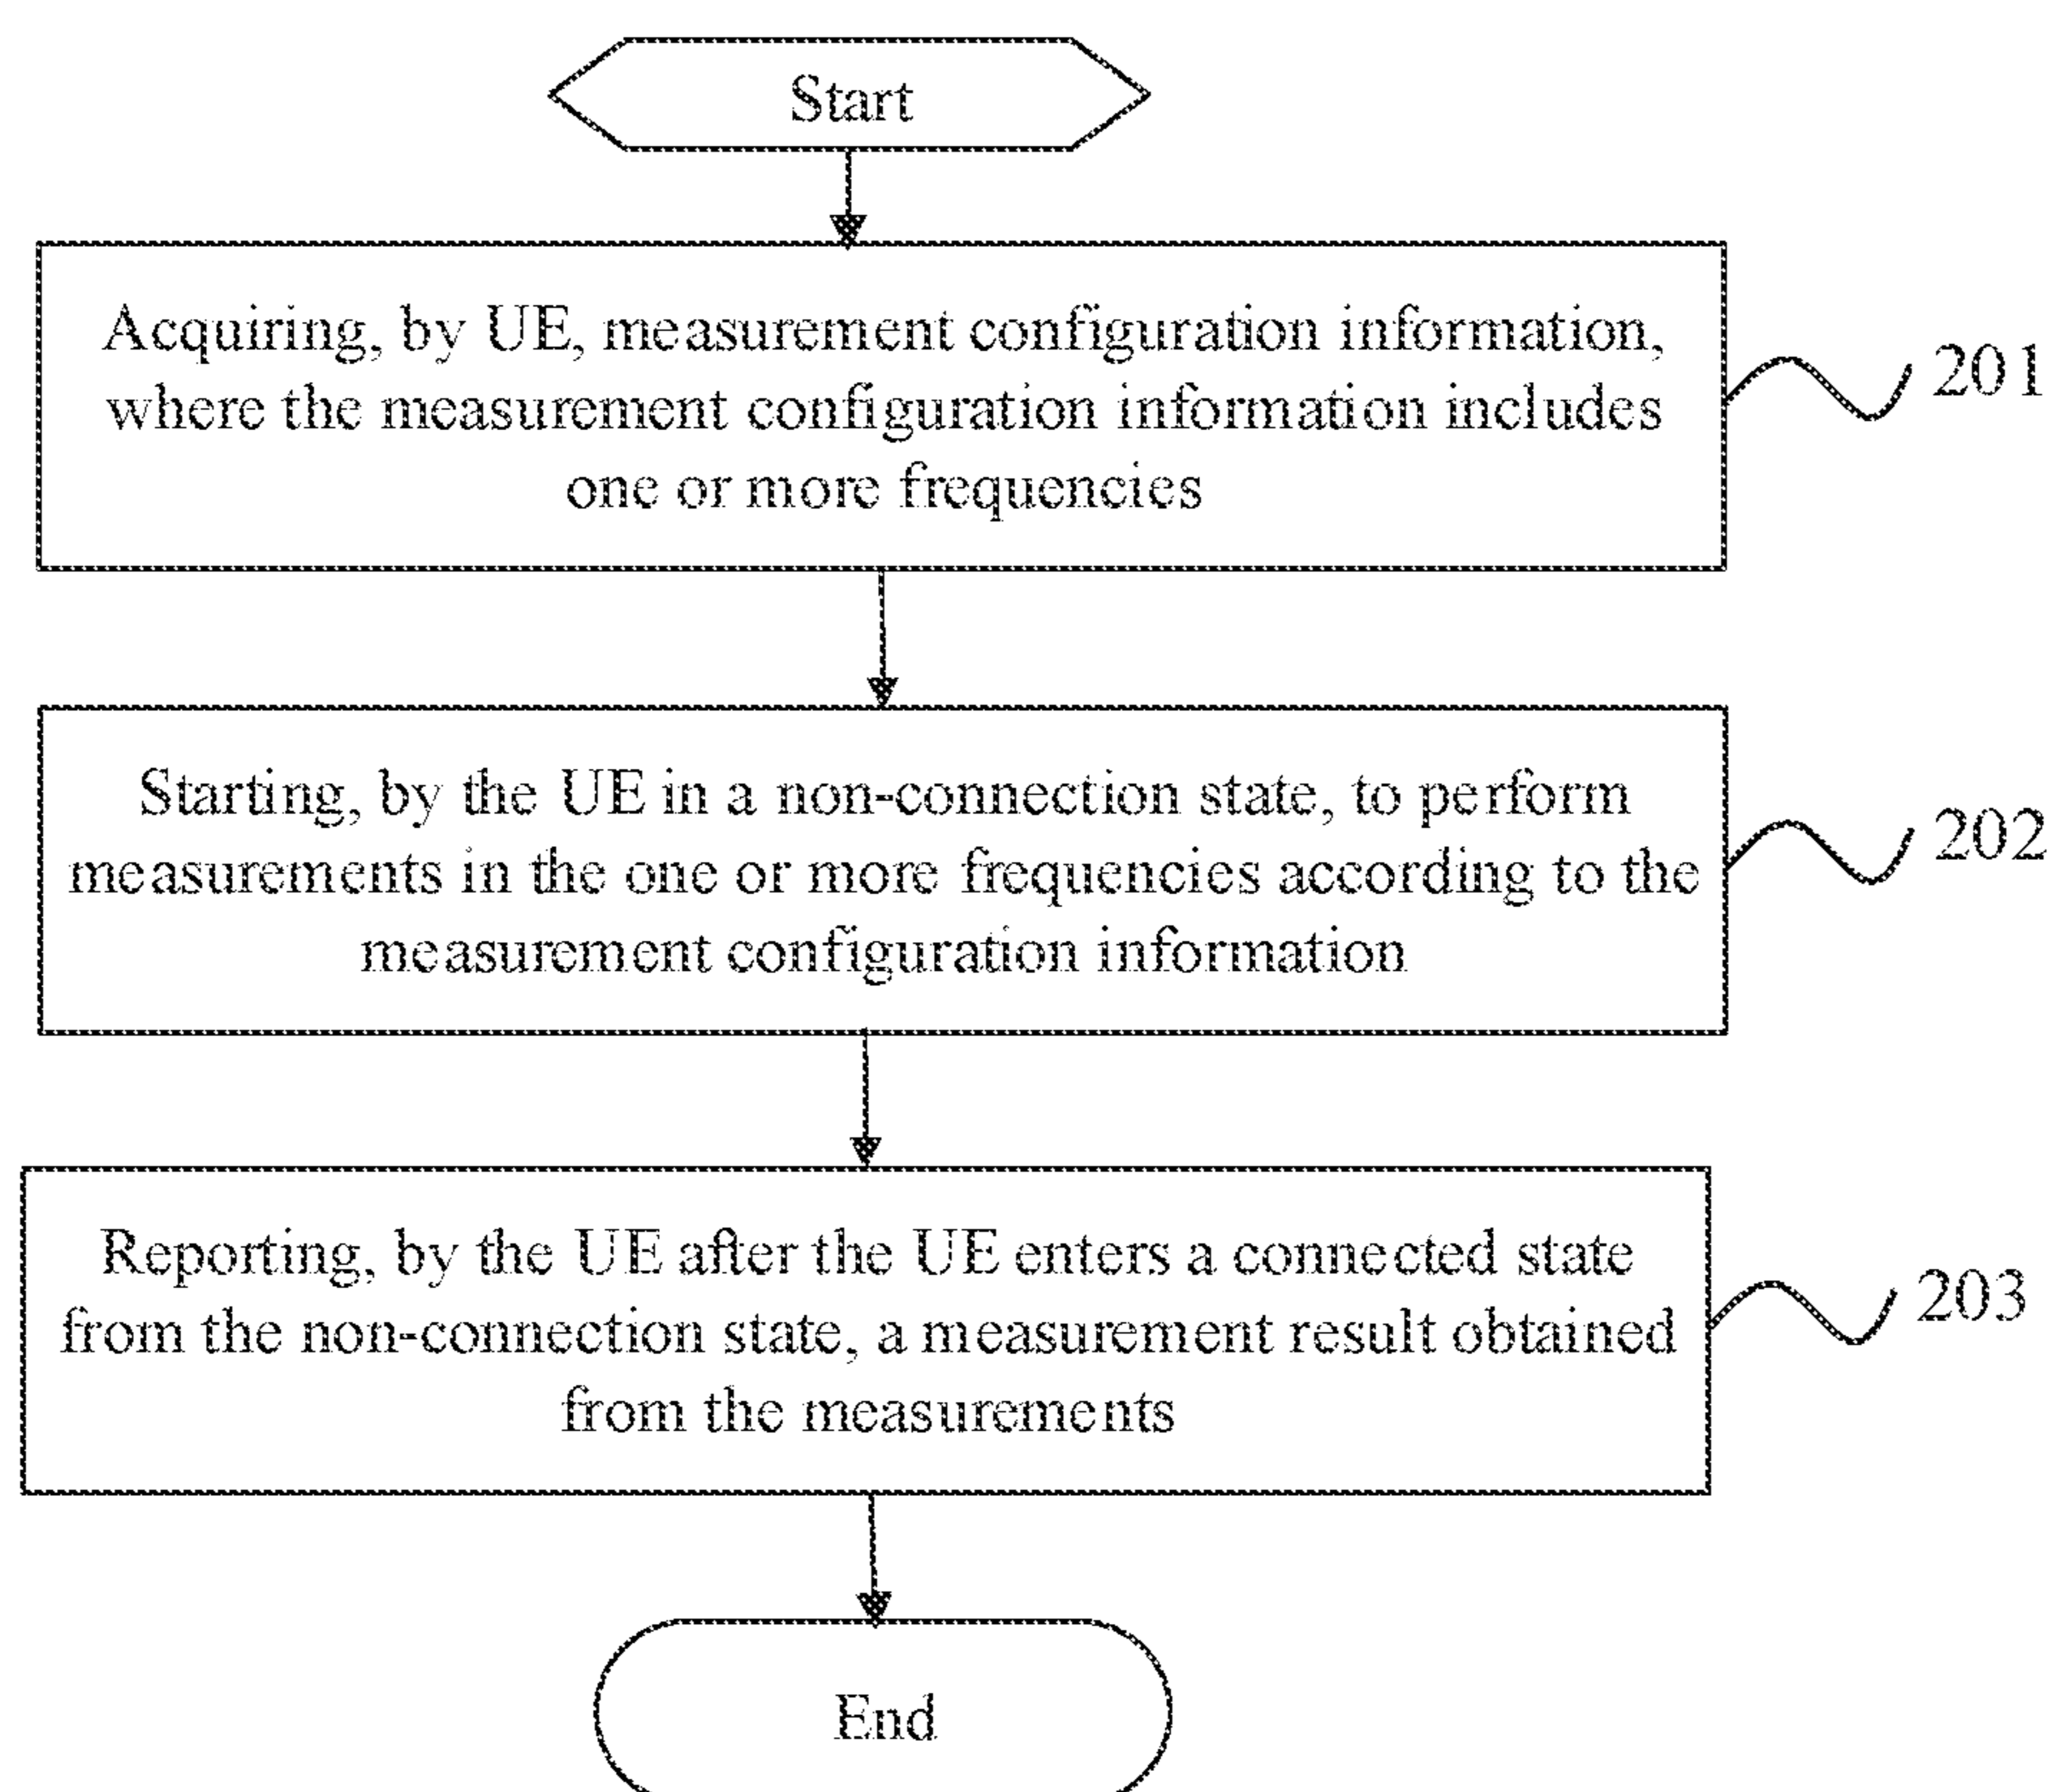 Start
Acquiring, by UE, measurement configuration information,
where the measurement configuration information includes
one or more frequencies
201
Starting, by the UE in a non-connection state, to perform
measurements in the one or more frequencies according to the
measurement configuration information
202
Reporting, by the UE after the UE enters a connected state
from the non-connection state, a measurement result obtained
from the measurements
203
End